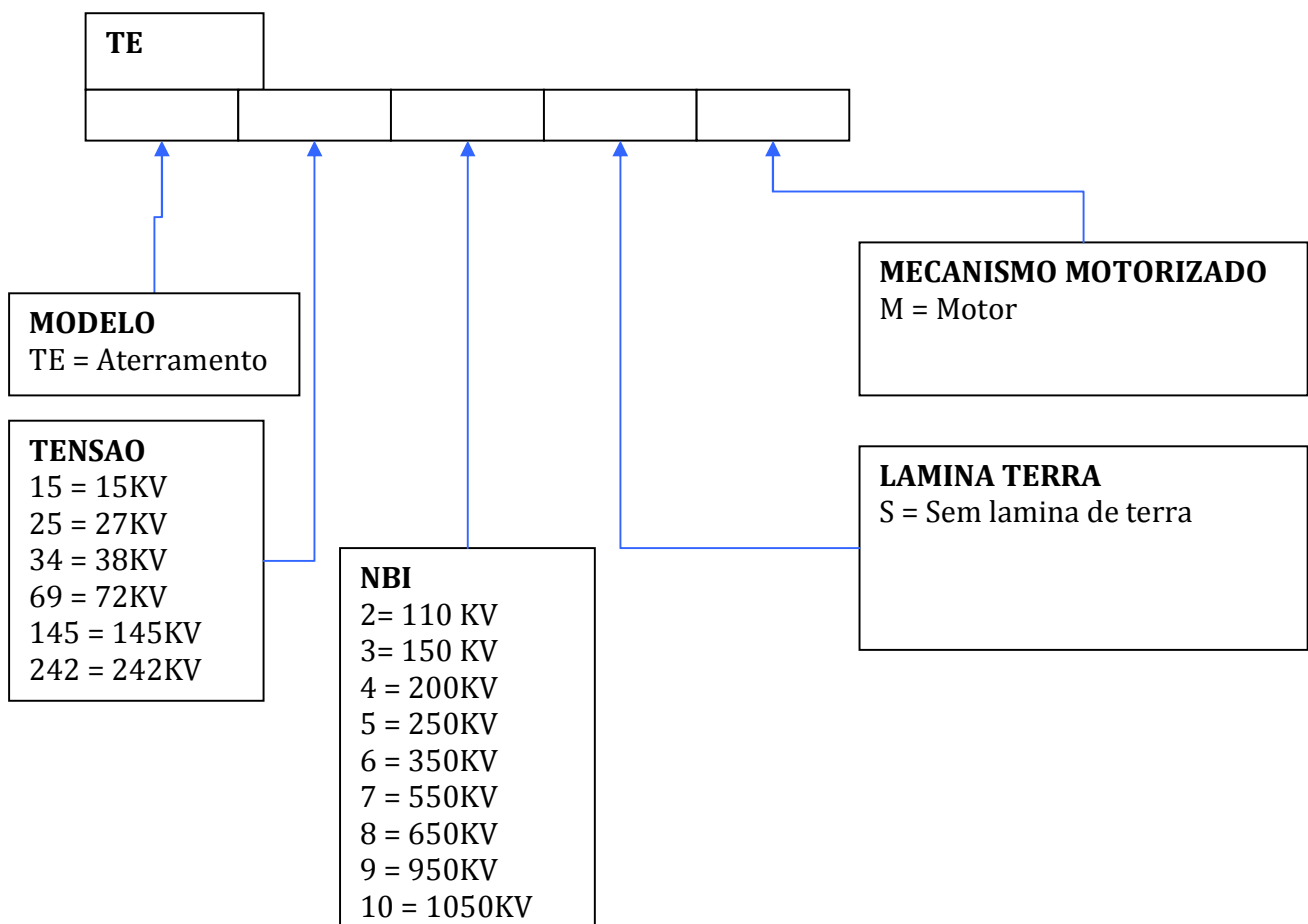 TE
MODELO
TE = Aterramento
TENSAO
15 = 15KV
25 = 27KV
34 = 38KV
69 = 72KV
145 = 145KV
242 = 242KV
NBI
2= 110 KV
3= 150 KV
4 = 200KV
5 = 250KV
6 = 350KV
7 = 550KV
8 = 650KV
9 = 950KV
10 = 1050KV
MECANISMO MOTORIZADO
M = Motor
LAMINA TERRA
S = Sem lamina de terra